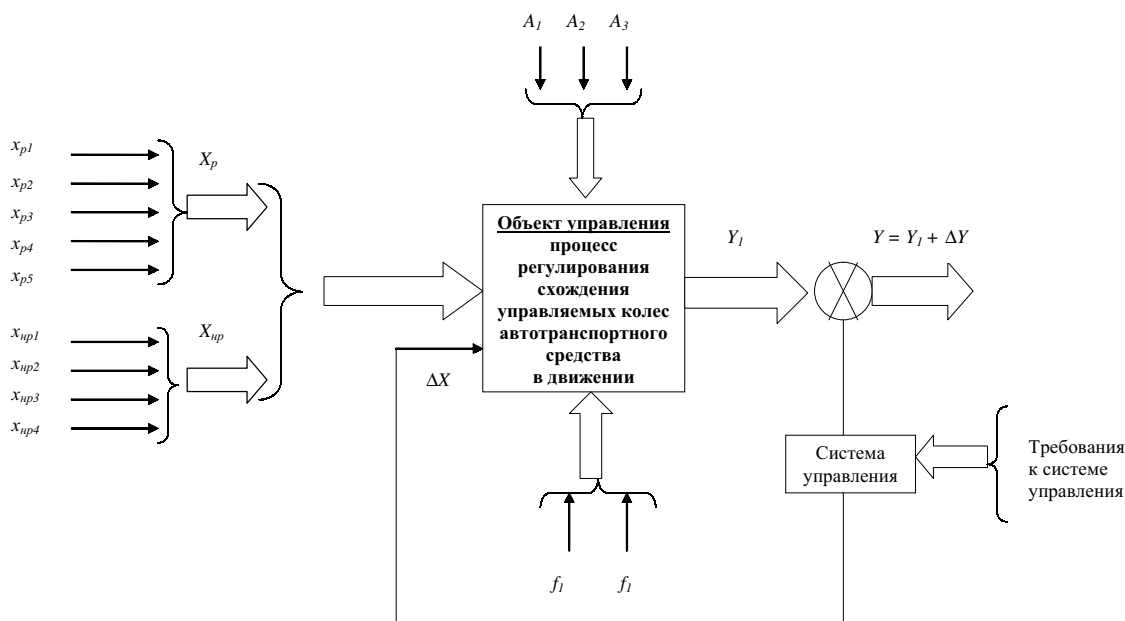 A1 A2 A3
xp1
xp2
xp3
xp4
xp5
Xp
xнр1
xнр2
xнр3
xнр4
Xнр
Объект управления
процесс
регулирования
схождения
управляемых колес
автотранспортного
средства
в движении
ΔX
Y1
Y = Y1 + ΔY
Система
управления
Требования
к системе
управления
f1 f1